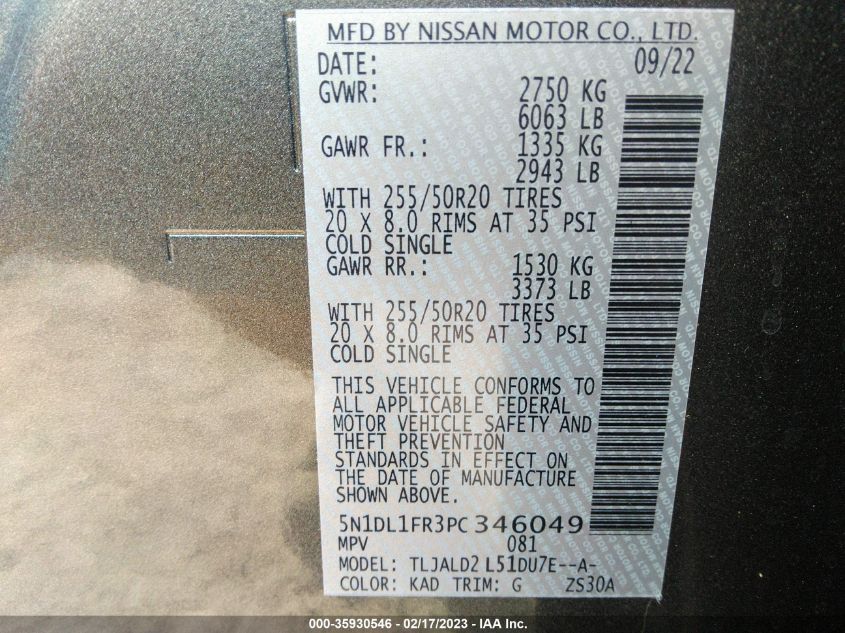 MFD BY NISSAN MOTOR CO., LTD.
DATE: 09/22
GVWR: 2750 KG
6063 LB
GAWR FR.: 1335 KG
2943 LB
WITH 255/50R20 TIRES
20 X 8.0 RIMS AT 35 PSI
COLD SINGLE
GAWR RR.: 1530 KG
3373 LB
WITH 255/50R20 TIRES
20 X 8.0 RIMS AT 35 PSI
COLD SINGLE
THIS VEHICLE CONFORMS TO
ALL APPLICABLE FEDERAL
MOTOR VEHICLE SAFETY AND
THEFT PREVENTION
STANDARDS IN EFFECT ON
THE DATE OF MANUFACTURE
SHOWN ABOVE.
5N1DL1FR3PC346049
MPV 081
MODEL: TLJALD2 L51DU7E--A-
COLOR: KAD TRIM: G ZS30A
000-35930546 - 02/17/2023 - IAA Inc.